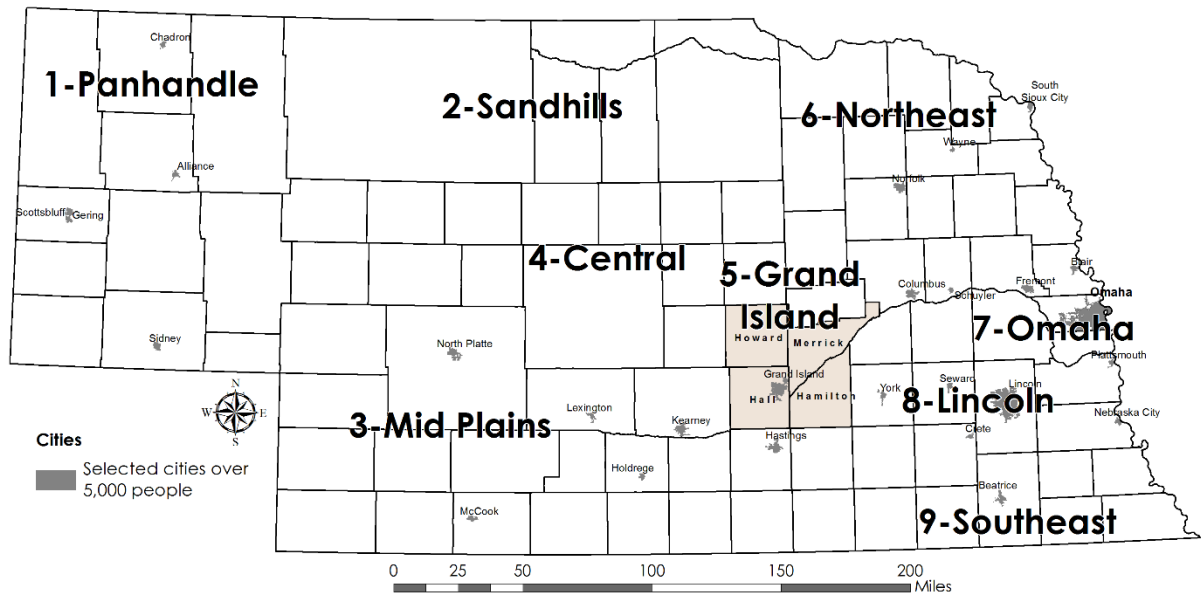 Chadron
1-Panhandle
2-Sandhills
6-Northeast
South
Sioux City
Wayne
Alliance
Norfolk
Scottsbluff
Gering
4-Central
5-Grand
Island
Columbus
Schuyler
Fremont
Blair
Omaha
7-Omaha
Sidney
North Platte
Howard
Merrick
Plattsmouth
Grand Island
Hall
Hamilton
York
Seward
Lincoln
8-Lincoln
Nebraska City
N
W
E
S
Lexington
3-Mid Plains
Kearney
Hastings
Crete
Cities
Selected cities over
5,000 people
Holdrege
Beatrice
McCook
9-Southeast
0 25 50 100 150 200
Miles